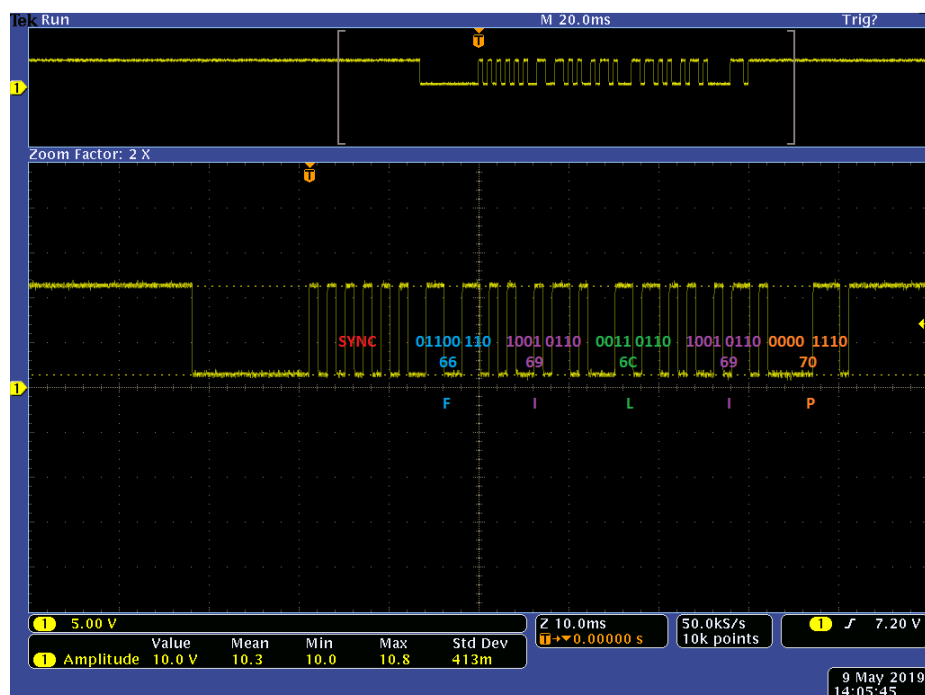 Tek Run M 20.0ms Trig?
T
1
Zoom Factor: 2 X
T
SYNC 01100 110 1001 0110 0011 0110 1001 0110 0000 1110
66 69 6C 69 70
1
F I L I P
1 5.00 V Z 10.0ms 50.0kS/s 1 7.20 V
T 0.00000 s 10k points
Value Mean Min Max Std Dev
1 Amplitude 10.0 V 10.3 10.0 10.8 413m
9 May 2019
14:05:45